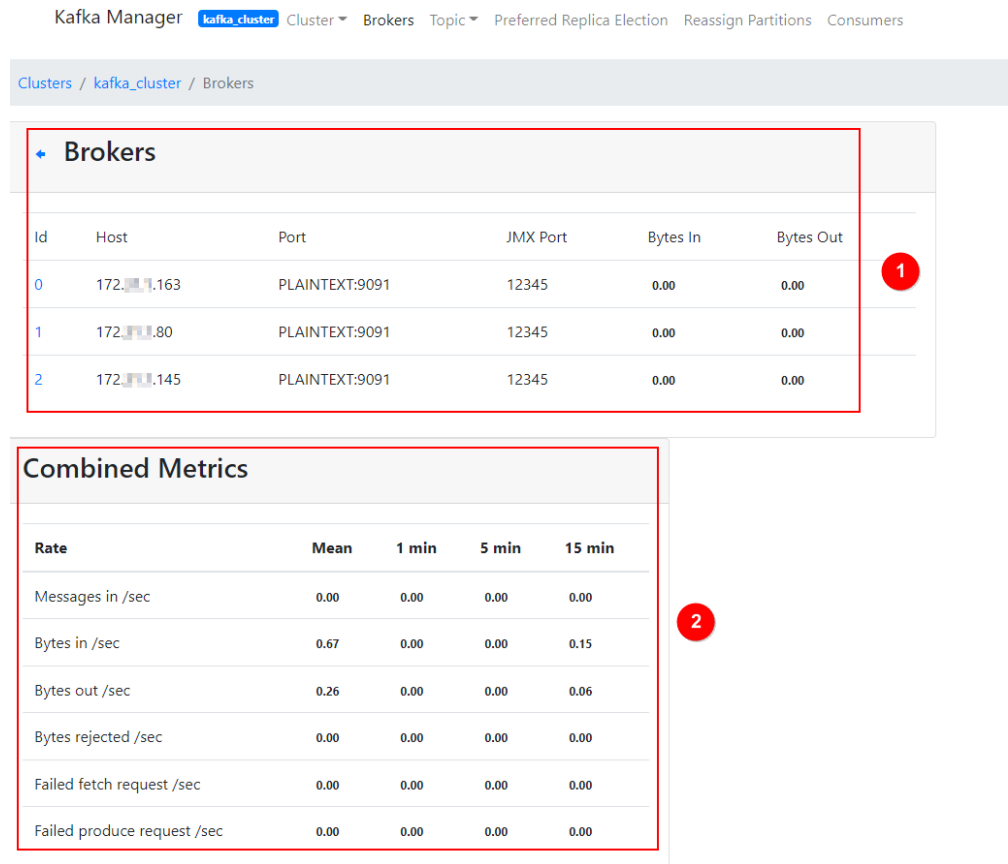 Kafka Manager kafka_cluster Cluster Brokers Topic Preferred Replica Election Reassign Partitions Consumers
Clusters / kafka_cluster / Brokers
Brokers
Id Host Port JMX Port Bytes In Bytes Out
0 172. .163 PLAINTEXT:9091 12345 0.00 0.00
1
1 172. .80 PLAINTEXT:9091 12345 0.00 0.00
2 172. .145 PLAINTEXT:9091 12345 0.00 0.00
Combined Metrics
Rate Mean 1 min 5 min 15 min
Messages in /sec 0.00 0.00 0.00 0.00
Bytes in /sec 0.67 0.00 0.00 0.15
2
Bytes out /sec 0.26 0.00 0.00 0.06
Bytes rejected /sec 0.00 0.00 0.00 0.00
Failed fetch request /sec 0.00 0.00 0.00 0.00
Failed produce request /sec 0.00 0.00 0.00 0.00